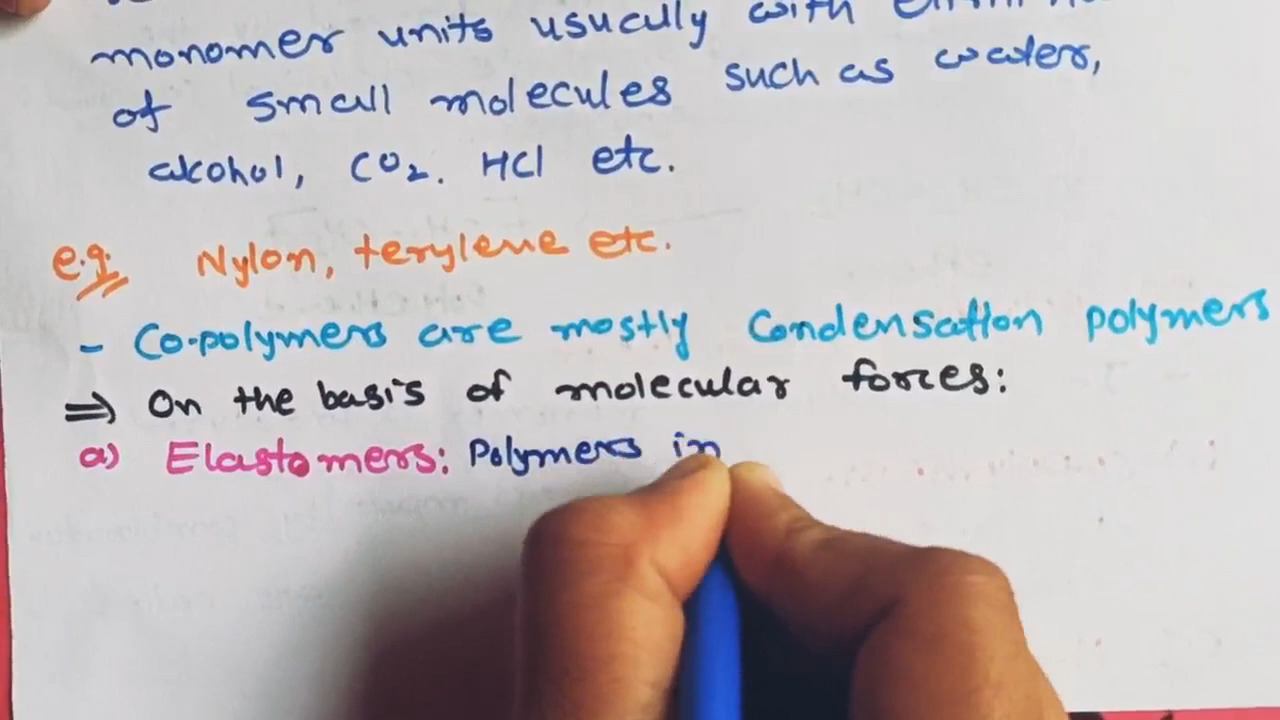 monomer units usually with
of small molecules such as waters,
alcohol, CO₂. HCl etc.
e.g. Nylon, terylene etc.
- Co-polymers are mostly Condensation polymers
⇒ On the basis of molecular forces:
a) Elastomers: Polymers in